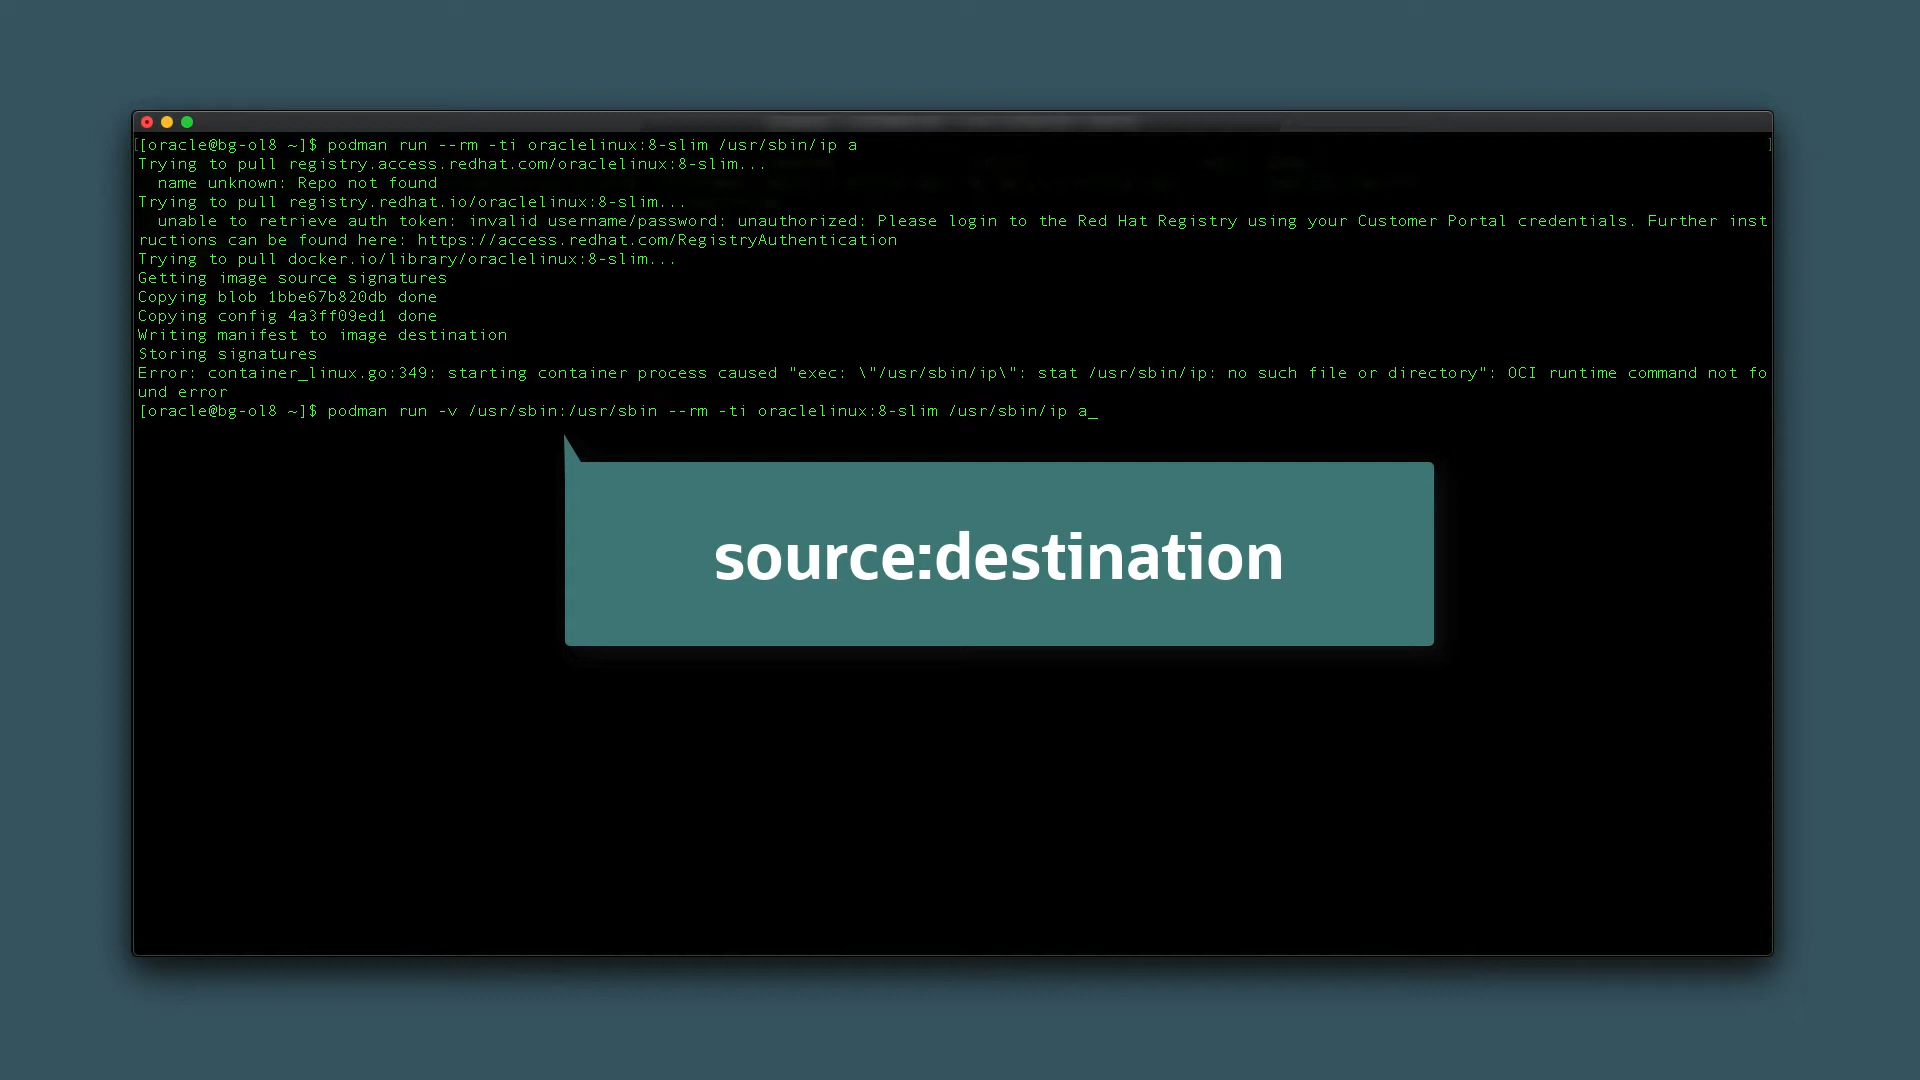 [[oracle@bg-ol8 ~]$ podman run --rm -ti oraclelinux:8-slim /usr/sbin/ip a ]
Trying to pull registry.access.redhat.com/oraclelinux:8-slim...
  name unknown: Repo not found
Trying to pull registry.redhat.io/oraclelinux:8-slim...
  unable to retrieve auth token: invalid username/password: unauthorized: Please login to the Red Hat Registry using your Customer Portal credentials. Further inst
ructions can be found here: https://access.redhat.com/RegistryAuthentication
Trying to pull docker.io/library/oraclelinux:8-slim...
Getting image source signatures
Copying blob 1bbe67b820db done
Copying config 4a3ff09ed1 done
Writing manifest to image destination
Storing signatures
Error: container_linux.go:349: starting container process caused "exec: \"/usr/sbin/ip\": stat /usr/sbin/ip: no such file or directory": OCI runtime command not fo
und error
[oracle@bg-ol8 ~]$ podman run -v /usr/sbin:/usr/sbin --rm -ti oraclelinux:8-slim /usr/sbin/ip a_
source:destination